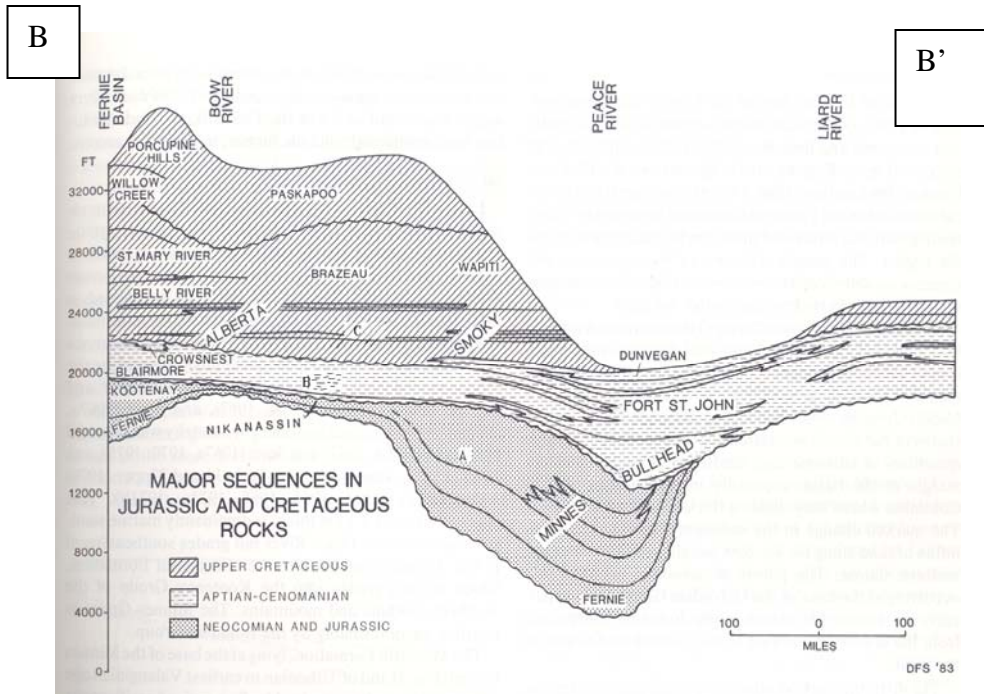 B
B'
FERNIE
BASIN
BOW
RIVER
PEACE
RIVER
LIARD
RIVER
FT
PORCUPINE
HILLS
WILLOW
CREEK
PASKAPOO
32000
28000
ST. MARY RIVER
BRAZEAU
WAPITI
BELLY RIVER
24000
ALBERTA
C
SMOKY
DUNVEGAN
CROWSNEST
20000
BLAIRMORE
B
KOOTENAY
FORT ST. JOHN
FERNIE
NIKANASSIN
16000
BULLHEAD
A
MAJOR SEQUENCES IN
JURASSIC AND CRETACEOUS
ROCKS
12000
MINNES
8000
UPPER CRETACEOUS
APTIAN-CENOMANIAN
FERNIE
NEOCOMIAN AND JURASSIC
4000
100 0 100
MILES
0
DFS '83